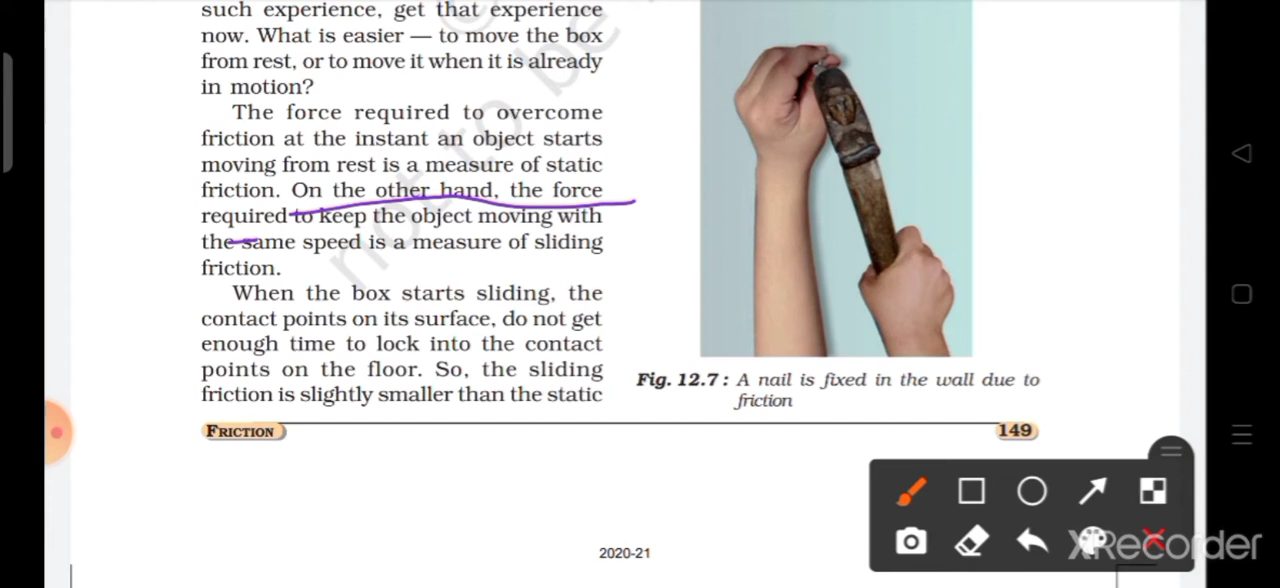 such experience, get that experience
now. What is easier — to move the box
from rest, or to move it when it is already
in motion?
The force required to overcome
friction at the instant an object starts
moving from rest is a measure of static
friction. On the other hand, the force
required to keep the object moving with
the same speed is a measure of sliding
friction.
When the box starts sliding, the
contact points on its surface, do not get
enough time to lock into the contact
points on the floor. So, the sliding
friction is slightly smaller than the static
Fig. 12.7 : A nail is fixed in the wall due to
friction
FRICTION
149
2020-21
not to be
XRecorder